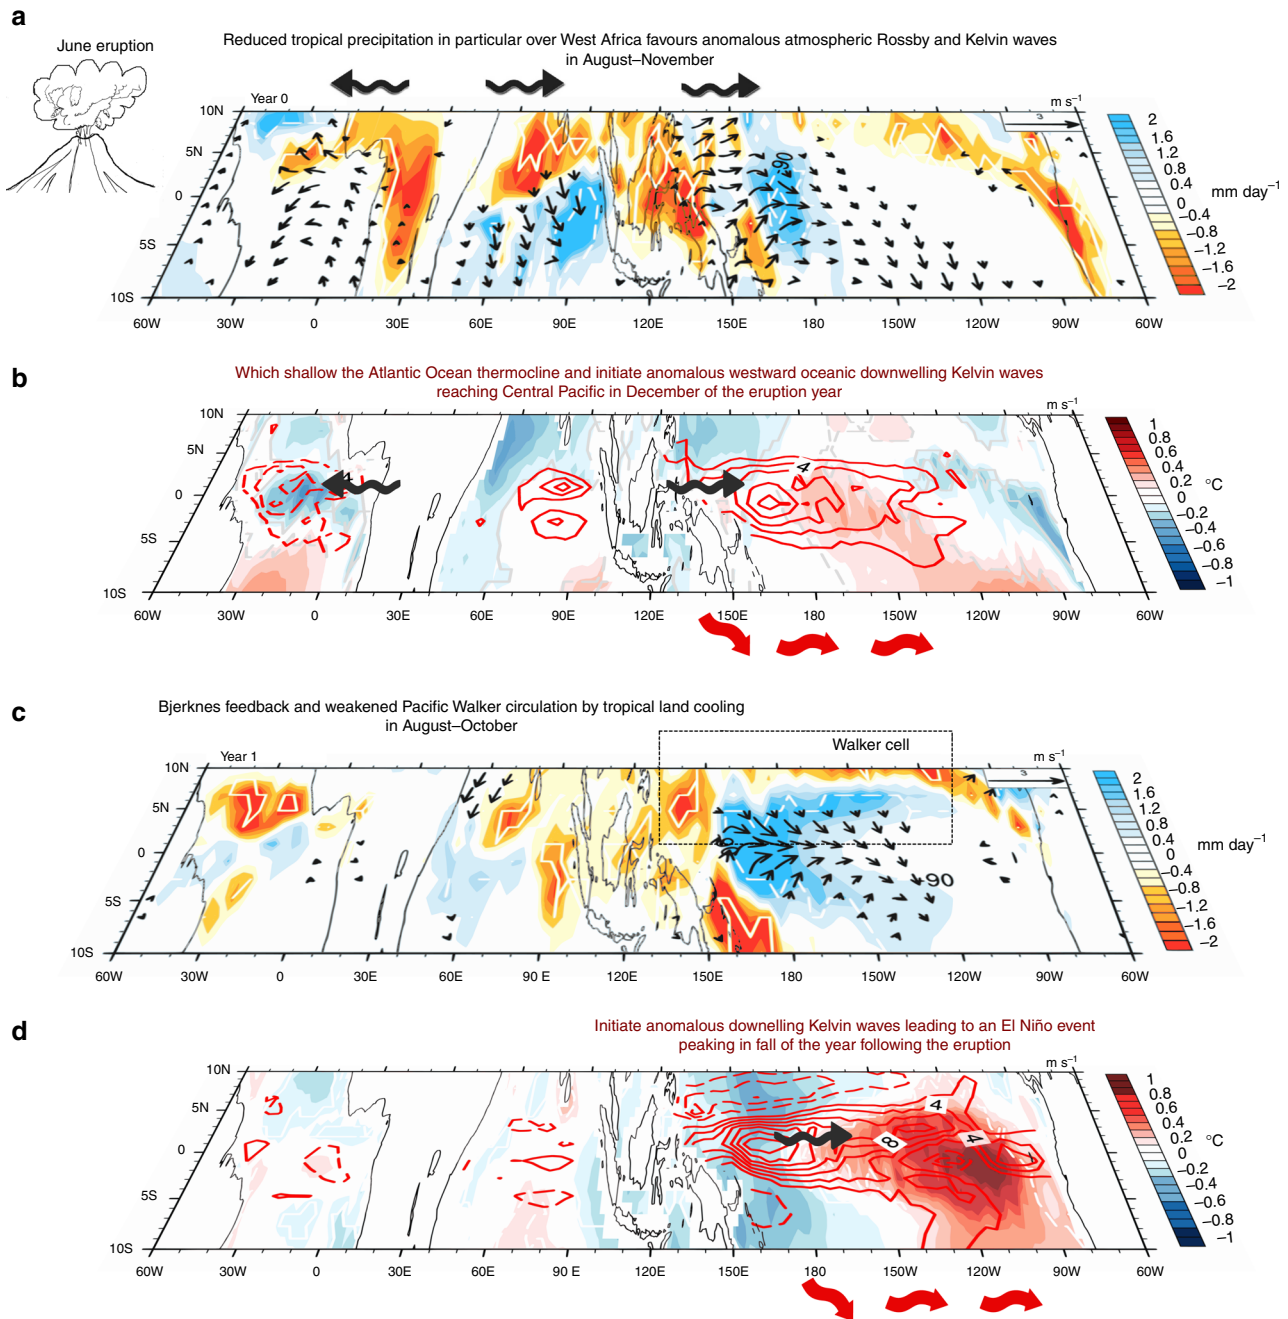 a
June eruption
Reduced tropical precipitation in particular over West Africa favours anomalous atmospheric Rossby and Kelvin waves
in August–November
Year 0
m s⁻¹
3
10N
5N
0
5S
10S
90
60W 30W 0 30E 60E 90E 120E 150E 180 150W 120W 90W 60W
2
1.6
1.2
0.8
0.4
0
−0.4
−0.8
−1.2
−1.6
−2
mm day⁻¹
b
Which shallow the Atlantic Ocean thermocline and initiate anomalous westward oceanic downwelling Kelvin waves
reaching Central Pacific in December of the eruption year
m s⁻¹
10N
5N
0
5S
10S
4
60W 30W 0 30E 60E 90E 120E 150E 180 150W 120W 90W 60W
1
0.8
0.6
0.4
0.2
0
−0.2
−0.4
−0.6
−0.8
−1
°C
c
Bjerknes feedback and weakened Pacific Walker circulation by tropical land cooling
in August–October
Walker cell
Year 1
m s⁻¹
3
10N
5N
0
5S
10S
-90
60W 30W 0 30E 60E 90 E 120E 150E 180 150W 120W 90W 60W
2
1.6
1.2
0.8
0.4
0
−0.4
−0.8
−1.2
−1.6
−2
mm day⁻¹
d
Initiate anomalous downelling Kelvin waves leading to an El Niño event
peaking in fall of the year following the eruption
m s⁻¹
10N
5N
0
5S
10S
4
8
4
60W 30W 0 30E 60E 90 E 120E 150E 180 150W 120W 90W 60W
1
0.8
0.6
0.4
0.2
0
−0.2
−0.4
−0.6
−0.8
−1
°C